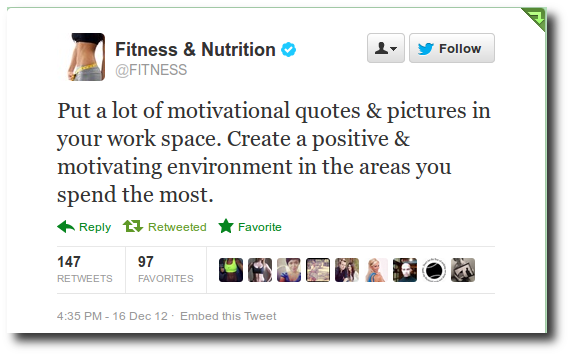 Fitness & Nutrition
@FITNESS
Follow
Put a lot of motivational quotes & pictures in
your work space. Create a positive &
motivating environment in the areas you
spend the most.
Reply Retweeted Favorite
147 97
RETWEETS FAVORITES
4:35 PM - 16 Dec 12 · Embed this Tweet